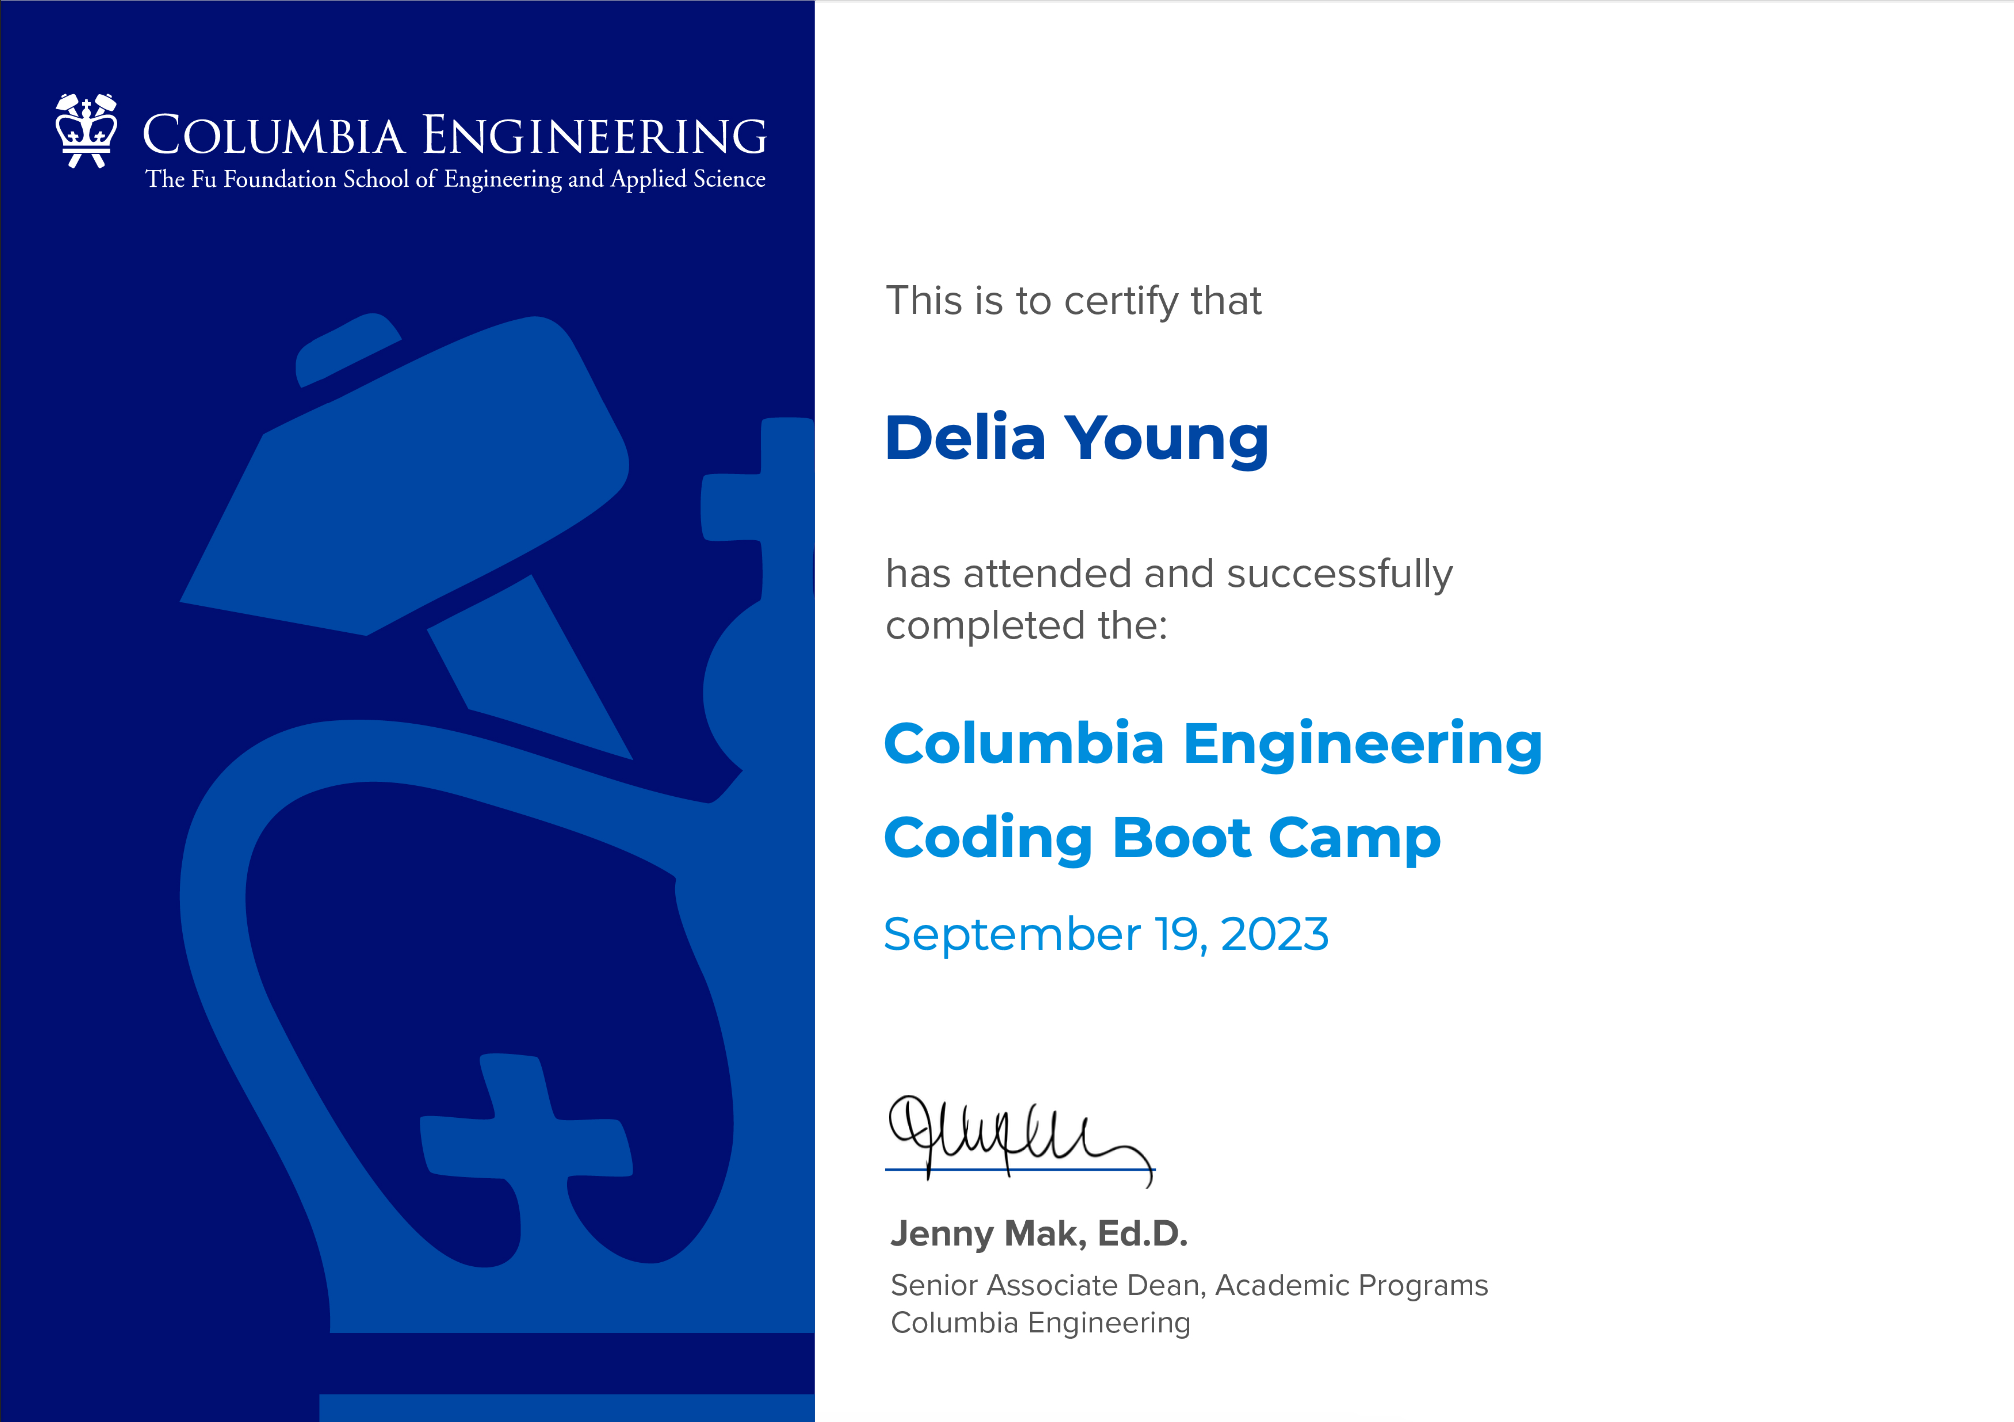 COLUMBIA ENGINEERING
The Fu Foundation School of Engineering and Applied Science
This is to certify that
Delia Young
has attended and successfully
completed the:
Columbia Engineering
Coding Boot Camp
September 19, 2023
Jenny Mak, Ed.D.
Senior Associate Dean, Academic Programs
Columbia Engineering